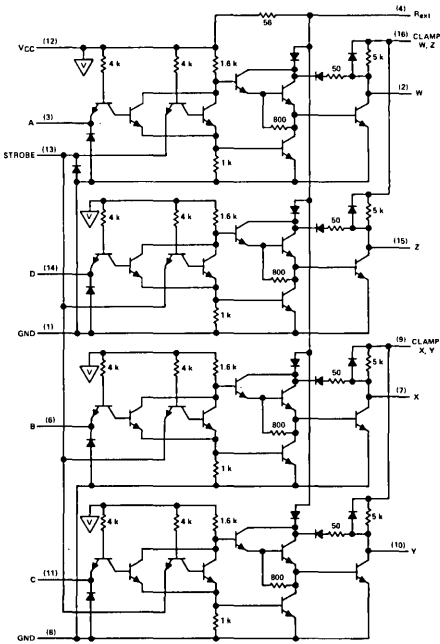 (4) Rext
56
VCC (12)
(16) CLAMP W, Z
V
4 k
4 k
1.6 k
50
5 k
(2) W
A (3)
800
STROBE (13)
1 k
V
4 k
4 k
1.6 k
50
5 k
(15) Z
D (14)
800
1 k
GND (1)
(9) CLAMP X, Y
V
4 k
4 k
1.6 k
50
5 k
(7) X
B (6)
800
1 k
V
4 k
4 k
1.6 k
50
5 k
(10) Y
C (11)
800
1 k
GND (8)